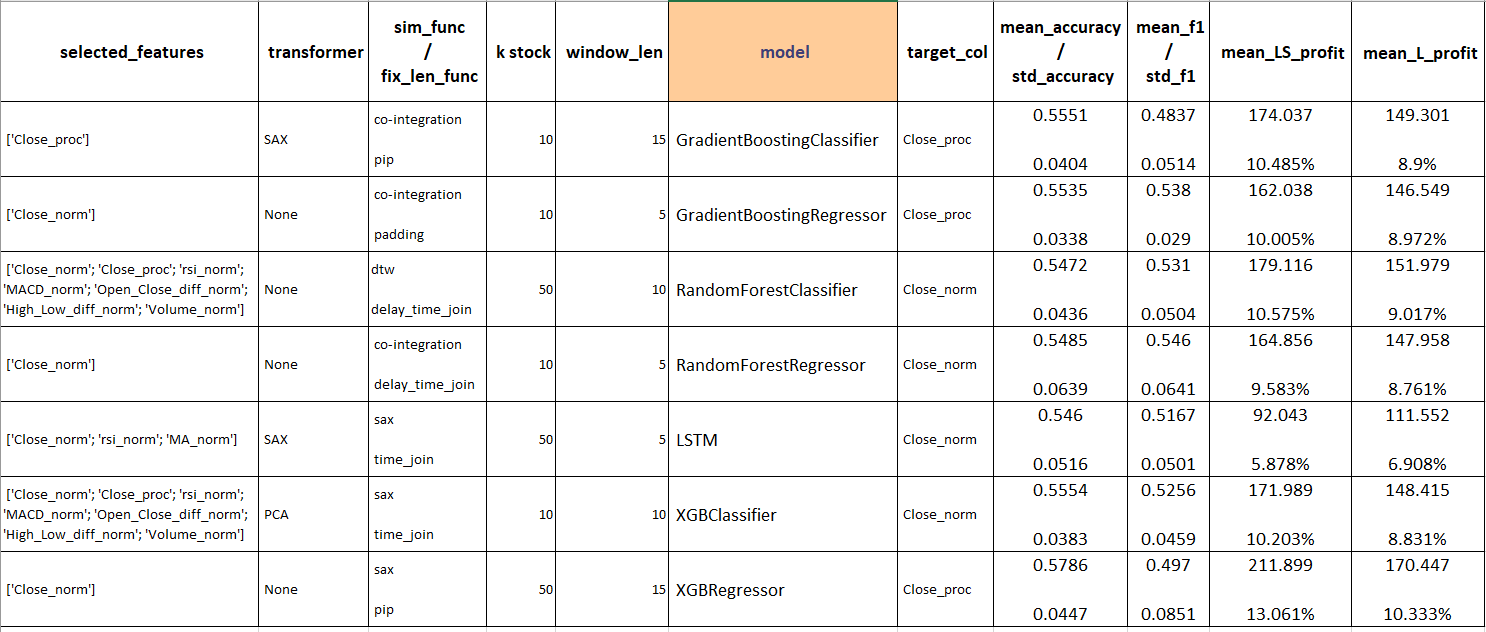 selected_features
transformer
sim_func
/
fix_len_func
k stock
window_len
model
target_col
mean_accuracy
/
std_accuracy
mean_f1
/
std_f1
mean_LS_profit
mean_L_profit
['Close_proc']
SAX
co-integration
pip
10
15
GradientBoostingClassifier
Close_proc
0.5551
0.0404
0.4837
0.0514
174.037
10.485%
149.301
8.9%
['Close_norm']
None
co-integration
padding
10
5
GradientBoostingRegressor
Close_proc
0.5535
0.0338
0.538
0.029
162.038
10.005%
146.549
8.972%
['Close_norm'; 'Close_proc'; 'rsi_norm';
'MACD_norm'; 'Open_Close_diff_norm';
'High_Low_diff_norm'; 'Volume_norm']
None
dtw
delay_time_join
50
10
RandomForestClassifier
Close_norm
0.5472
0.0436
0.531
0.0504
179.116
10.575%
151.979
9.017%
['Close_norm']
None
co-integration
delay_time_join
10
5
RandomForestRegressor
Close_norm
0.5485
0.0639
0.546
0.0641
164.856
9.583%
147.958
8.761%
['Close_norm'; 'rsi_norm'; 'MA_norm']
SAX
sax
time_join
50
5
LSTM
Close_norm
0.546
0.0516
0.5167
0.0501
92.043
5.878%
111.552
6.908%
['Close_norm'; 'Close_proc'; 'rsi_norm';
'MACD_norm'; 'Open_Close_diff_norm';
'High_Low_diff_norm'; 'Volume_norm']
PCA
sax
time_join
10
10
XGBClassifier
Close_norm
0.5554
0.0383
0.5256
0.0459
171.989
10.203%
148.415
8.831%
['Close_norm']
None
sax
pip
50
15
XGBRegressor
Close_proc
0.5786
0.0447
0.497
0.0851
211.899
13.061%
170.447
10.333%